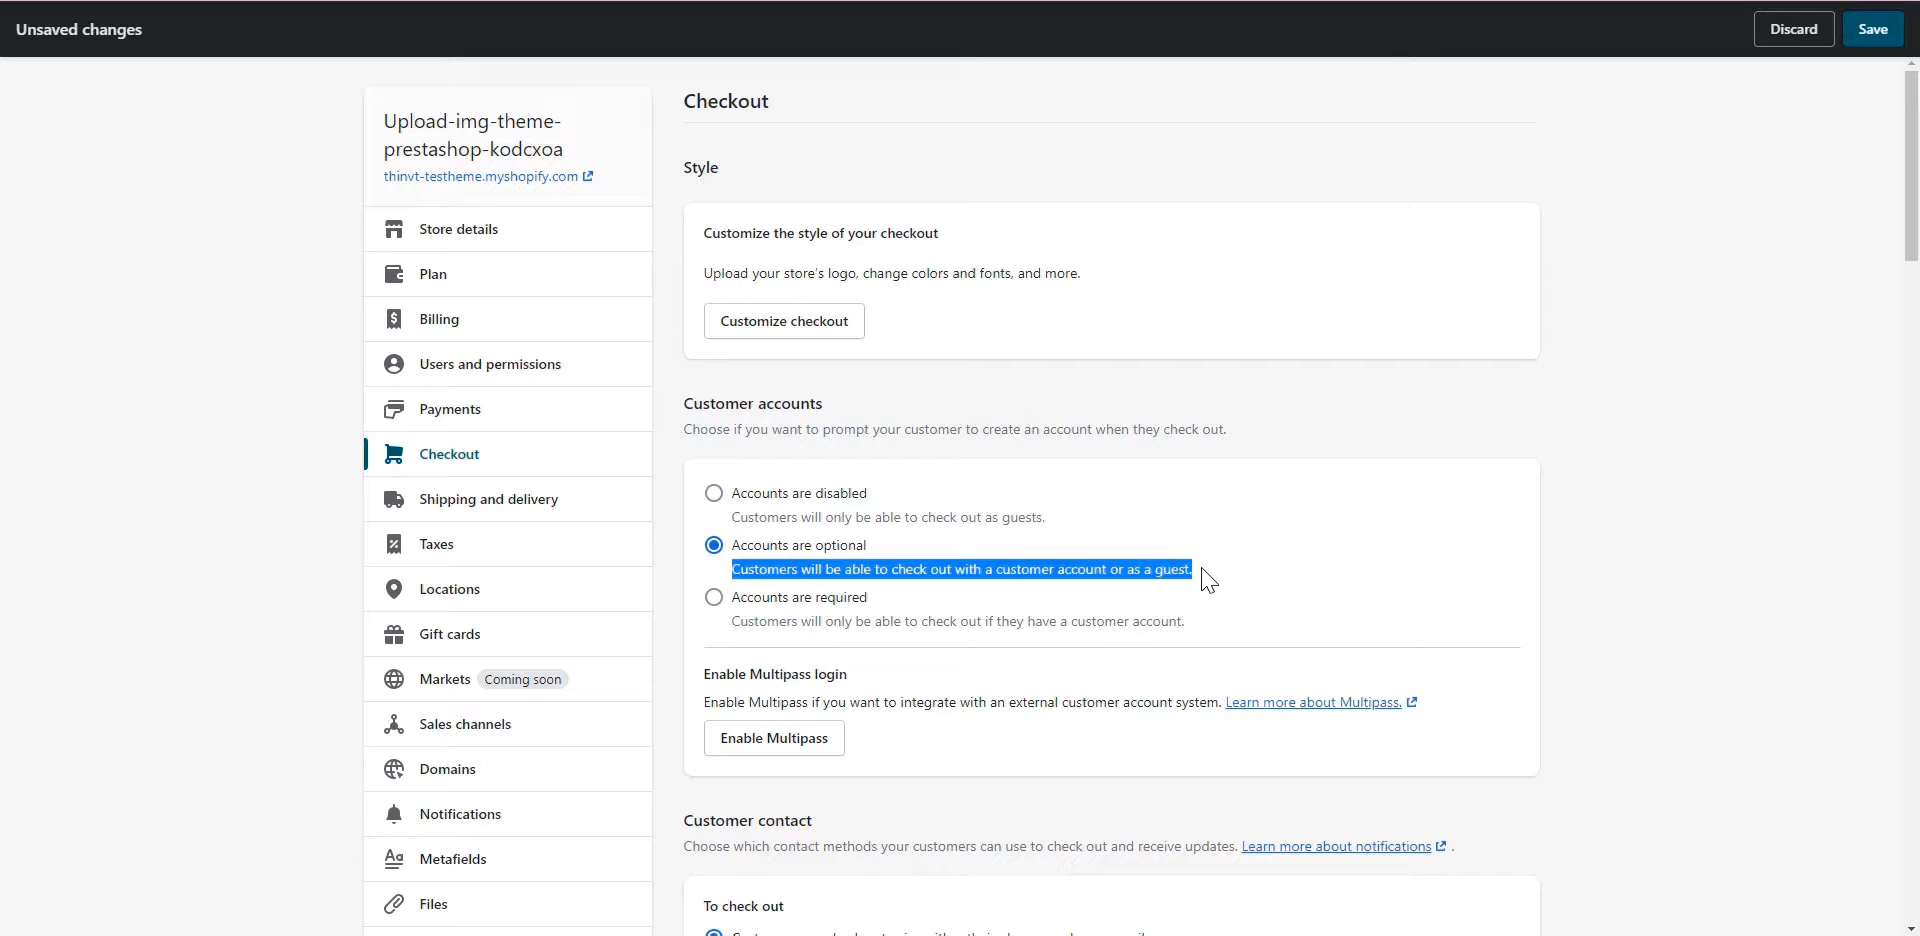 Unsaved changes
Discard
Save
Upload-img-theme-
prestashop-kodcxoa
thinvt-testheme.myshopify.com
Store details
Plan
Billing
Users and permissions
Payments
Checkout
Shipping and delivery
Taxes
Locations
Gift cards
Markets Coming soon
Sales channels
Domains
Notifications
Metafields
Files
Checkout
Style
Customize the style of your checkout
Upload your store's logo, change colors and fonts, and more.
Customize checkout
Customer accounts
Choose if you want to prompt your customer to create an account when they check out.
Accounts are disabled
Customers will only be able to check out as guests.
Accounts are optional
Customers will be able to check out with a customer account or as a guest.
Accounts are required
Customers will only be able to check out if they have a customer account.
Enable Multipass login
Enable Multipass if you want to integrate with an external customer account system. Learn more about Multipass.
Enable Multipass
Customer contact
Choose which contact methods your customers can use to check out and receive updates. Learn more about notifications .
To check out